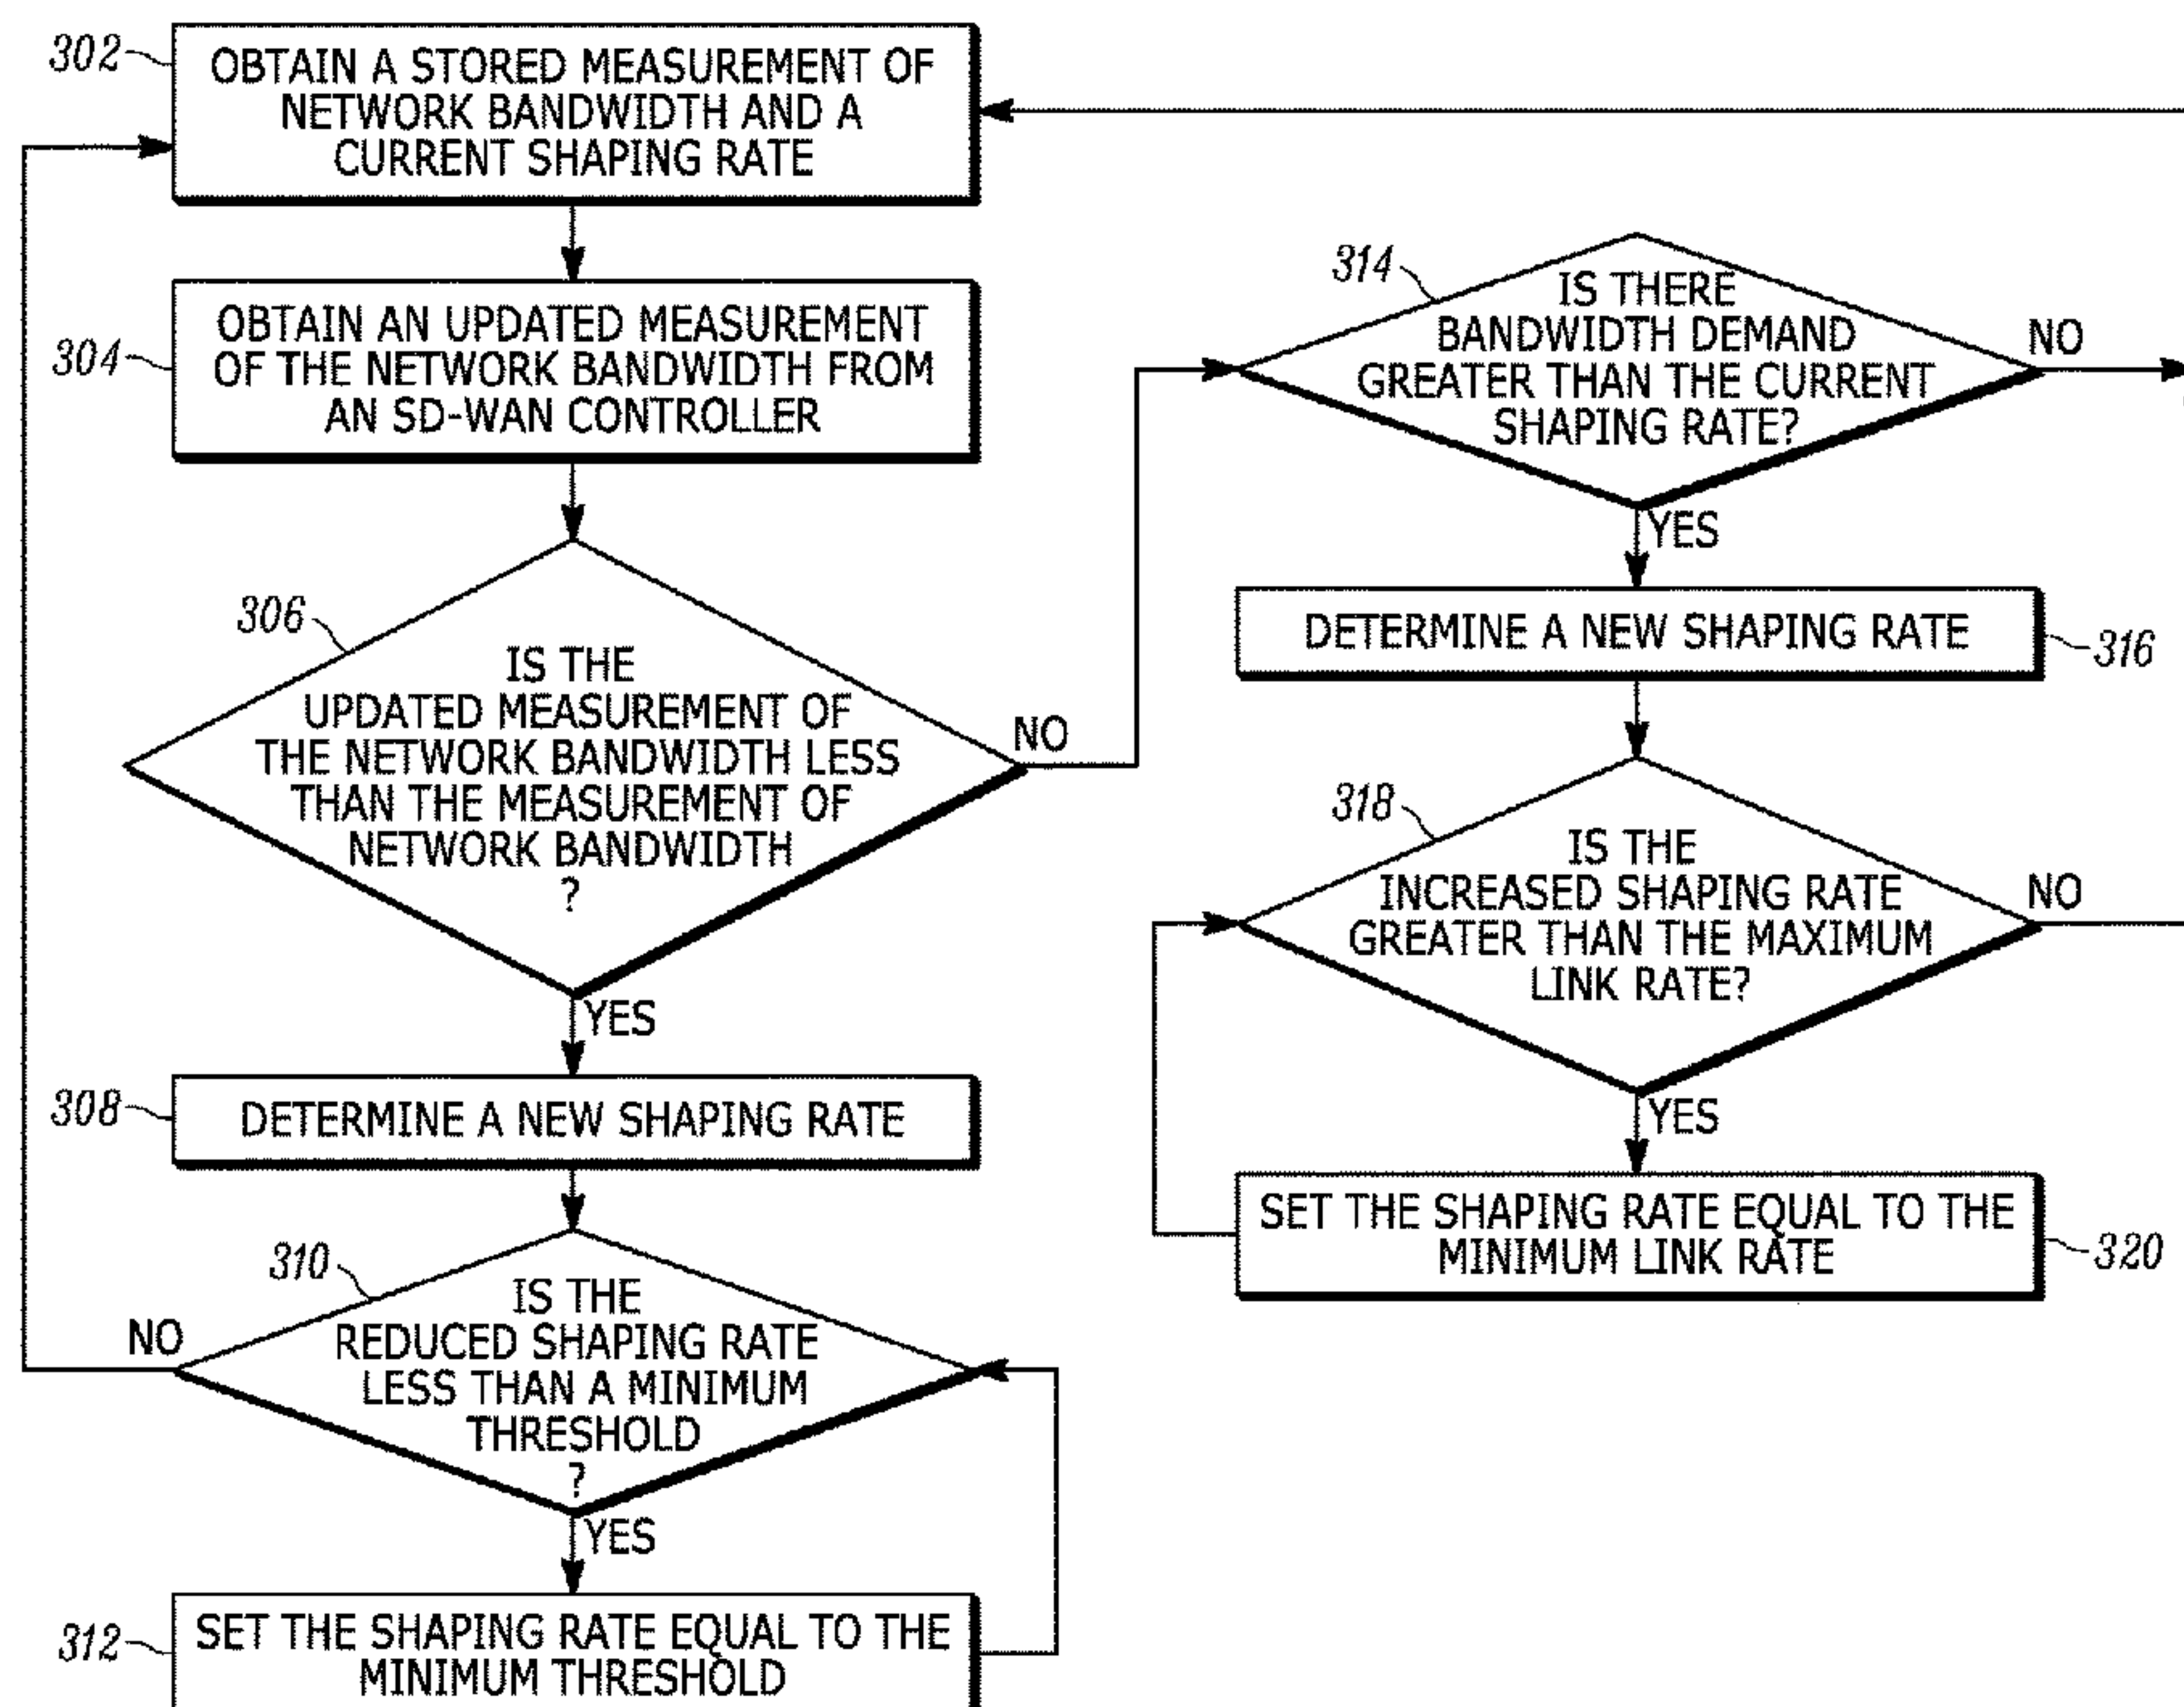 302
OBTAIN A STORED MEASUREMENT OF
NETWORK BANDWIDTH AND A
CURRENT SHAPING RATE
304
OBTAIN AN UPDATED MEASUREMENT
OF THE NETWORK BANDWIDTH FROM
AN SD-WAN CONTROLLER
306
IS THE
UPDATED MEASUREMENT OF
THE NETWORK BANDWIDTH LESS
THAN THE MEASUREMENT OF
NETWORK BANDWIDTH
?
NO
YES
308
DETERMINE A NEW SHAPING RATE
310
IS THE
REDUCED SHAPING RATE
LESS THAN A MINIMUM
THRESHOLD
?
NO
YES
312
SET THE SHAPING RATE EQUAL TO THE
MINIMUM THRESHOLD
314
IS THERE
BANDWIDTH DEMAND
GREATER THAN THE CURRENT
SHAPING RATE?
NO
YES
DETERMINE A NEW SHAPING RATE
316
318
IS THE
INCREASED SHAPING RATE
GREATER THAN THE MAXIMUM
LINK RATE?
NO
YES
SET THE SHAPING RATE EQUAL TO THE
MINIMUM LINK RATE
320